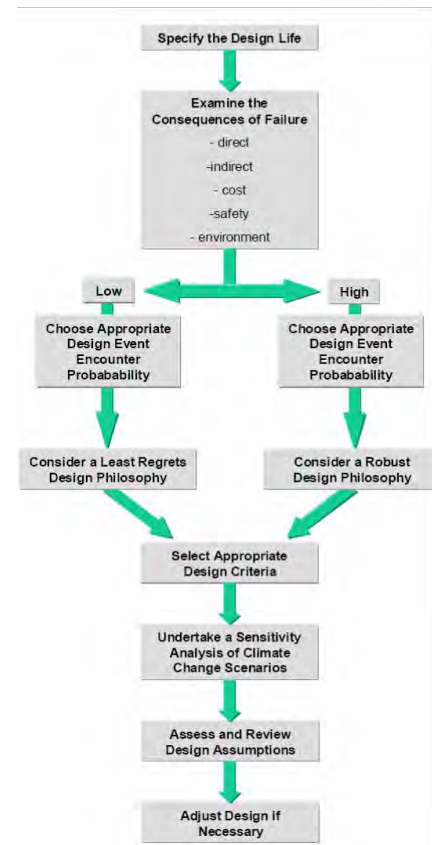 Specify the Design Life
Examine the
Consequences of Failure
- direct
-indirect
- cost
-safety
- environment
Low
High
Choose Appropriate
Design Event
Encounter
Probabability
Choose Appropriate
Design Event
Encounter
Probabability
Consider a Least Regrets
Design Philosophy
Consider a Robust
Design Philosophy
Select Appropriate
Design Criteria
Undertake a Sensitivity
Analysis of Climate
Change Scenarios
Assess and Review
Design Assumptions
Adjust Design if
Necessary